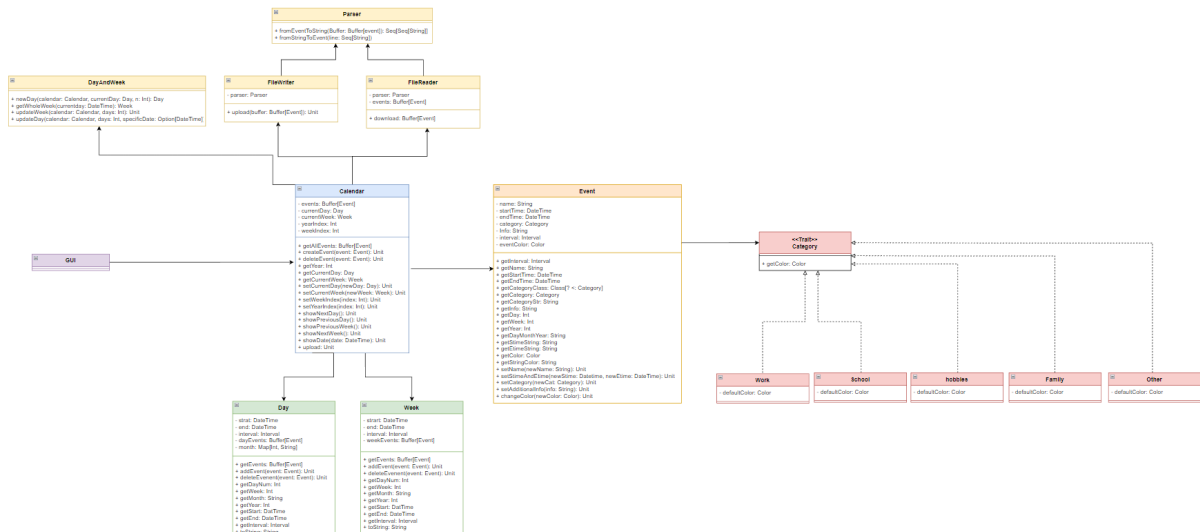 Parser
+ fromEventToString(Buffer: Buffer[event]): Seq[Seq[String]]
+ fromStringToEvent(line: Seq[String])
DayAndWeek
+ newDay(calendar: Calendar, currentDay: Day, n: Int): Day
+ getWholeWeek(currentday: DateTime): Week
+ updateWeek(calendar: Calendar, days: Int): Unit
+ updateDay(calendar: Calendar, days: Int, specificDate: Option[DateTime]
FileWriter
- parser: Parser
+ upload(buffer: Buffer[Event]): Unit
FileReader
- parser: Parser
- events: Buffer[Event]
+ download: Buffer[Event]
GUI
Calendar
- events: Buffer[Event]
- currentDay: Day
- currentWeek: Week
- yearIndex: Int
- weekIndex: Int
+ getAllEvents: Buffer[Event]
+ createEvent(event: Event): Unit
+ deleteEvent(event: Event): Unit
+ getYear: Int
+ getCurrentDay: Day
+ getCurrentWeek: Week
+ setCurrentDay(newDay: Day): Unit
+ setCurrentWeek(newWeek: Week): Unit
+ setWeekIndex(index: Int): Unit
+ setYearIndex(index: Int): Unit
+ showNextDay(): Unit
+ showPreviousDay(): Unit
+ showPreviousWeek(): Unit
+ showNextWeek(): Unit
+ showDate(date: DateTime): Unit
+ upload: Unit
Event
- name: String
- startTime: DateTime
- endTime: DateTime
- category: Category
- Info: String
- interval: Interval
- eventColor: Color
+ getInterval: Interval
+ getName: String
+ getStartTime: DateTime
+ getEndTime: DateTime
+ getCategoryClass: Class[? <: Category]
+ getCategory: Category
+ getCategoryStr: String
+ getInfo: String
+ getDay: Int
+ getWeek: Int
+ getYear: Int
+ getDayMonthYear: String
+ getStimeString: String
+ getEtimeString: String
+ getColor: Color
+ getStringColor: String
+ setName(newName: String): Unit
+ setStimeAndEtime(newStime: Datetime, newEtime: DateTime): Unit
+ setCategory(newCat: Category): Unit
+ setAdditionalInfo(info: String): Unit
+ changeColor(newColor: Color): Unit
<<Trait>>
Category
+ getColor: Color
Work
- defaultColor: Color
School
- defaultColor: Color
hobbies
- defaultColor: Color
Family
- defaultColor: Color
Other
- defaultColor: Color
Day
- strat: DateTime
- end: DateTime
- interval: Interval
- dayEvents: Buffer[Event]
- month: Map[Int, String]
+ getEvents: Buffer[Event]
+ addEvent(event: Event): Unit
+ deleteEvenent(event: Event): Unit
+ getDayNum: Int
+ getWeek: Int
+ getMonth: String
+ getYear: Int
+ getStart: DatTime
+ getEnd: DateTime
+ getInterval: Interval
Week
- strart: DateTime
- end: DateTime
- interval: Interval
- weekEvents: Buffer[Event]
+ getEvents: Buffer[Event]
+ addEvent(event: Event): Unit
+ deleteEvenent(event: Event): Unit
+ getDayNum: Int
+ getWeek: Int
+ getMonth: String
+ getYear: Int
+ getStart: DatTime
+ getEnd: DateTime
+ getInterval: Interval
+ toString: String